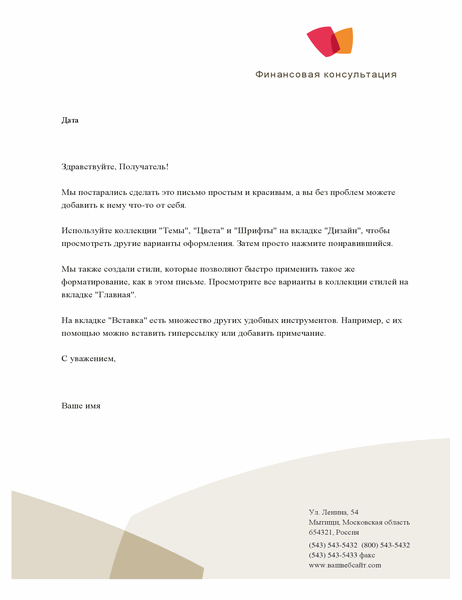 Финансовая консультация
Дата
Здравствуйте, Получатель!
Мы постарались сделать это письмо простым и красивым, а вы без проблем можете
добавить к нему что-то от себя.
Используйте коллекции "Темы", "Цвета" и "Шрифты" на вкладке "Дизайн", чтобы
просмотреть другие варианты оформления. Затем просто нажмите понравившийся.
Мы также создали стили, которые позволяют быстро применить такое же
форматирование, как в этом письме. Просмотрите все варианты в коллекции стилей на
вкладке "Главная".
На вкладке "Вставка" есть множество других удобных инструментов. Например, с их
помощью можно вставить гиперссылку или добавить примечание.
С уважением,
Ваше имя
Ул. Ленина, 54
Мытищи, Московская область
654321, Россия
(543) 543-5432  (800) 543-5432
(543) 543-5433 факс
www.вашвебсайт.com